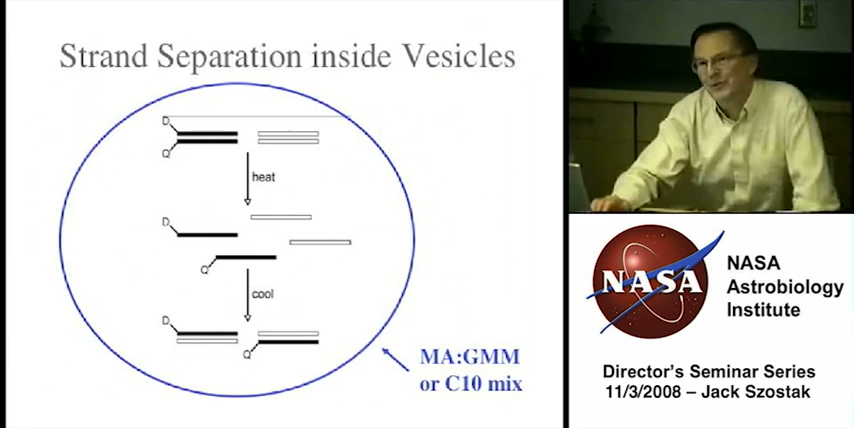 Strand Separation inside Vesicles
D
Q
heat
D
Q
cool
D
Q
MA:GMM
or C10 mix
NASA
NASA
Astrobiology
Institute
Director's Seminar Series
11/3/2008 – Jack Szostak